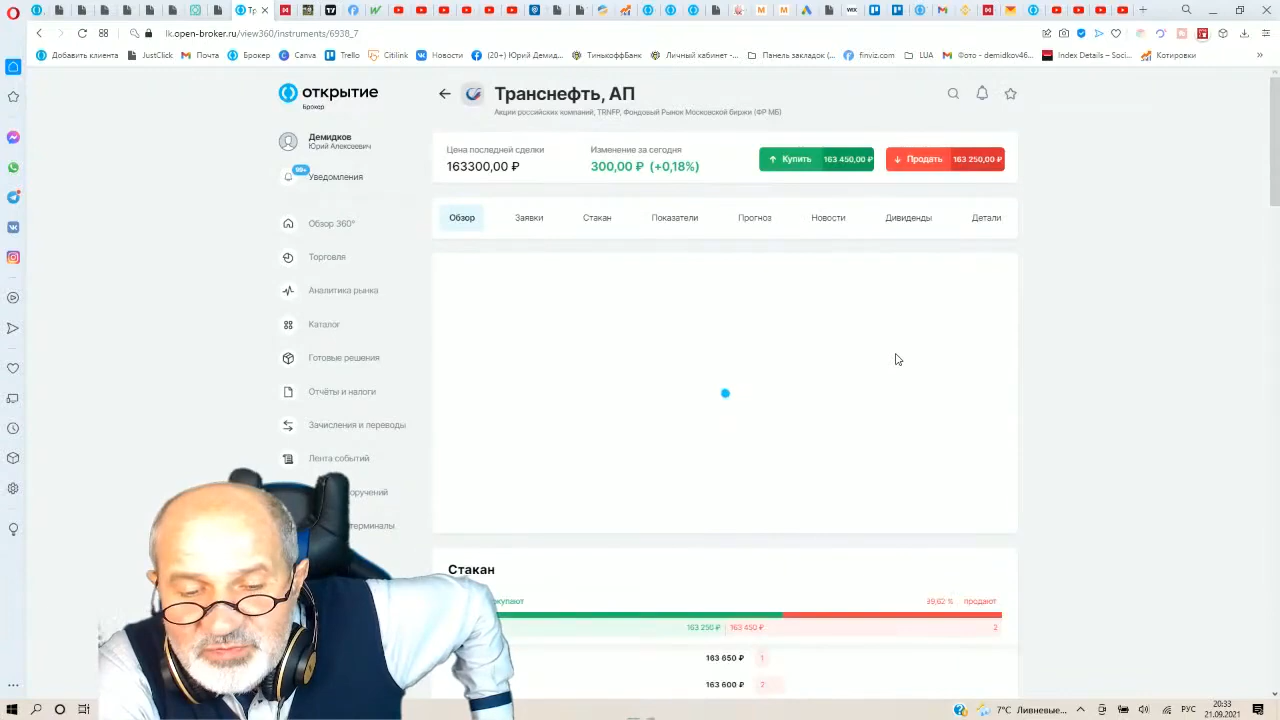 lk.open-broker.ru/view360/instruments/6938_7
Добавить клиента
JustClick
Почта
Брокер
Canva
Trello
Citilink
Новости
(20+) Юрий Демид...
ТинькоффБанк
Личный кабинет -...
Панель закладок (...
finviz.com
LUA
Фото - demidkov46...
Index Details – Soci...
Котировки
открытие
Брокер
Транснефть, АП
Акции российских компаний, TRNFP, Фондовый Рынок Московской биржи (ФР МБ)
Демидков
Юрий Алексеевич
99+
Уведомления
Цена последней сделки
163300,00 ₽
Изменение за сегодня
300,00 ₽ (+0,18%)
Купить 163 450,00 ₽
Продать 163 250,00 ₽
Обзор Заявки Стакан Показатели Прогноз Новости Дивиденды Детали
Обзор 360°
Торговля
Аналитика рынка
Каталог
Готовые решения
Отчёты и налоги
Зачисления и переводы
Лента событий
оручений
терминалы
Стакан
купают
39,62 % продают
163 250 ₽ 163 450 ₽ 2
163 650 ₽ 1
163 600 ₽ 2
7°C Ливневые...
РУС
20:33
21.09.2021